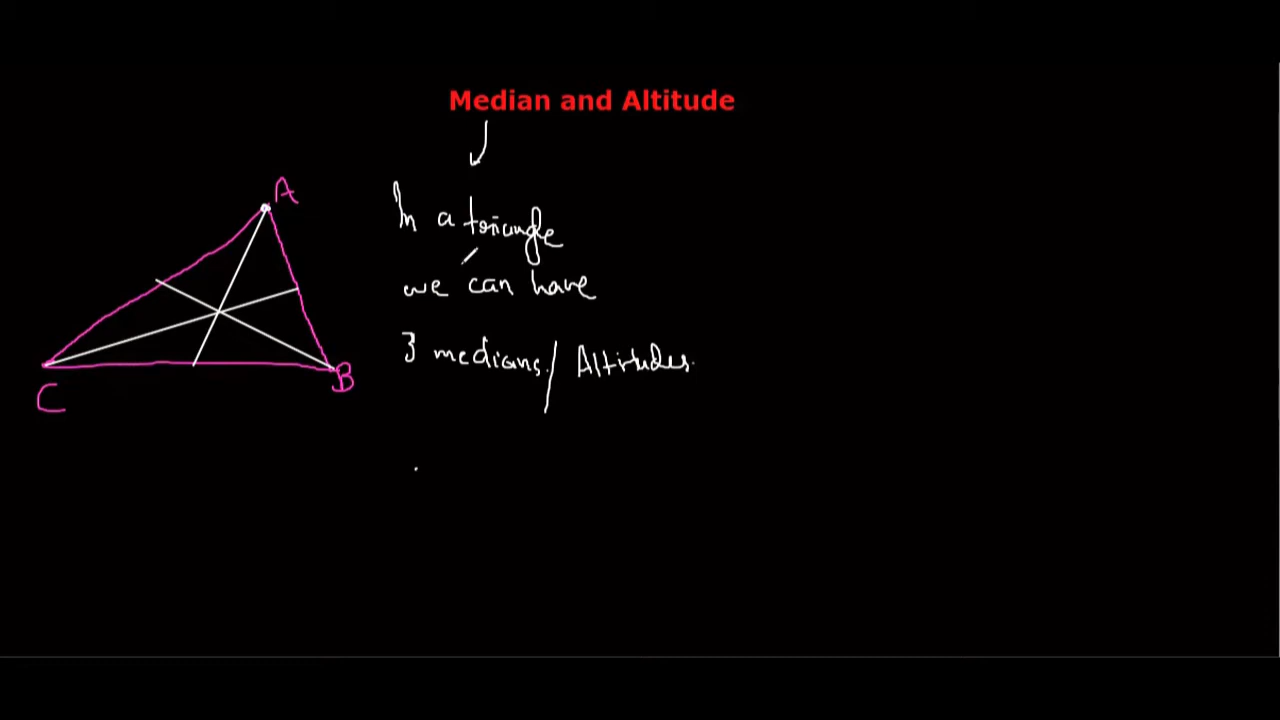 Median and Altitude
A
In a triangle
we can have
3 medians./ Altitudes.
B
C